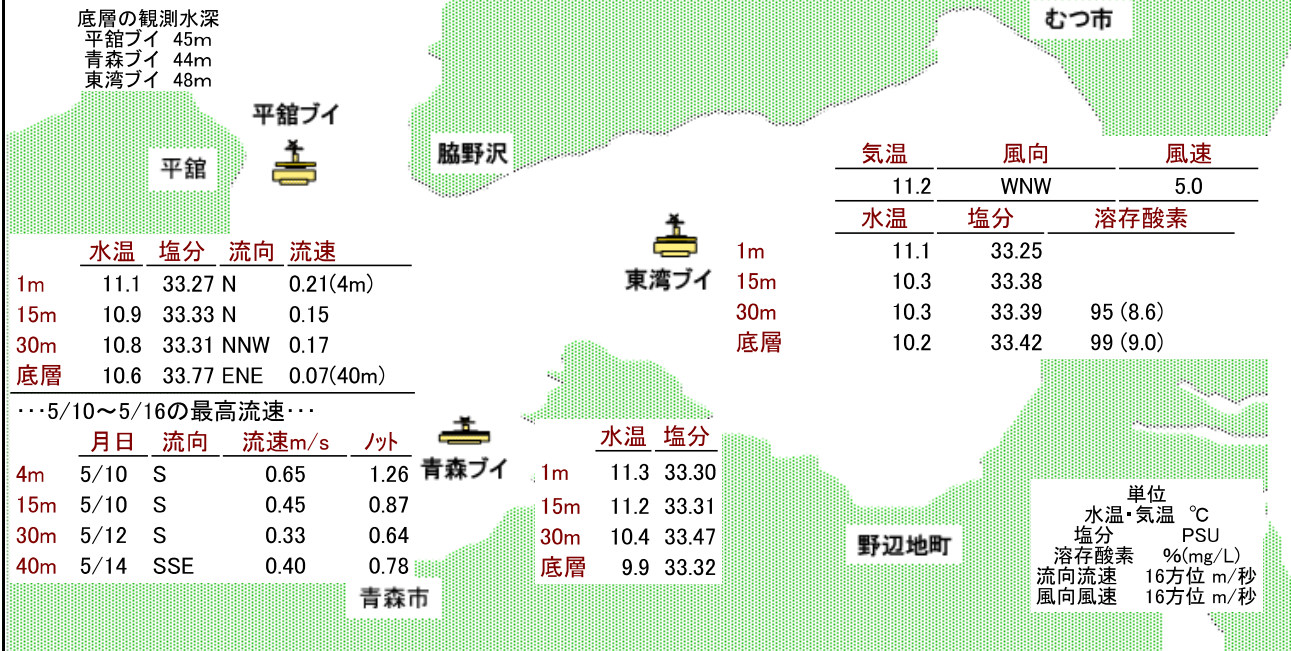 底層の観測水深
平舘ブイ 45m
青森ブイ 44m
東湾ブイ 48m
むつ市
平舘ブイ
平舘
脇野沢
気温 風向 風速
11.2 WNW 5.0
水温 塩分 溶存酸素
1m 11.1 33.25
15m 10.3 33.38
30m 10.3 33.39 95 (8.6)
底層 10.2 33.42 99 (9.0)
東湾ブイ
水温 塩分 流向 流速
1m 11.1 33.27 N 0.21(4m)
15m 10.9 33.33 N 0.15
30m 10.8 33.31 NNW 0.17
底層 10.6 33.77 ENE 0.07(40m)
···5/10～5/16の最高流速···
月日 流向 流速m/s ノット
4m 5/10 S 0.65 1.26
15m 5/10 S 0.45 0.87
30m 5/12 S 0.33 0.64
40m 5/14 SSE 0.40 0.78
青森ブイ
水温 塩分
1m 11.3 33.30
15m 11.2 33.31
30m 10.4 33.47
底層 9.9 33.32
青森市
野辺地町
単位
水温・気温 ℃
塩分 PSU
溶存酸素 %(mg/L)
流向流速 16方位 m/秒
風向風速 16方位 m/秒